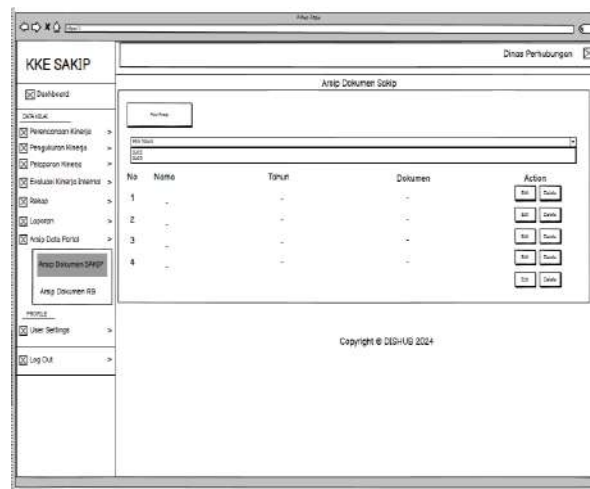 KKE SAKIP
Dinas Perhubungan
Dashboard
Perencanaan Kinerja >
Pengukuran Kinerja >
Pelaporan Kinerja >
Evaluasi Kinerja Internal >
Rekap >
Laporan >
Arsip Data Portal >
Arsip Dokumen SAKIP
Arsip Dokumen RB
PROFILE
User Settings >
Log Out >
Arsip Dokumen Sakip
No Nama Tahun Dokumen Action
1 - - - Edit Delete
2 - - - Edit Delete
3 - - - Edit Delete
4 - - - Edit Delete
Edit Delete
Copyright © DISHUB 2024